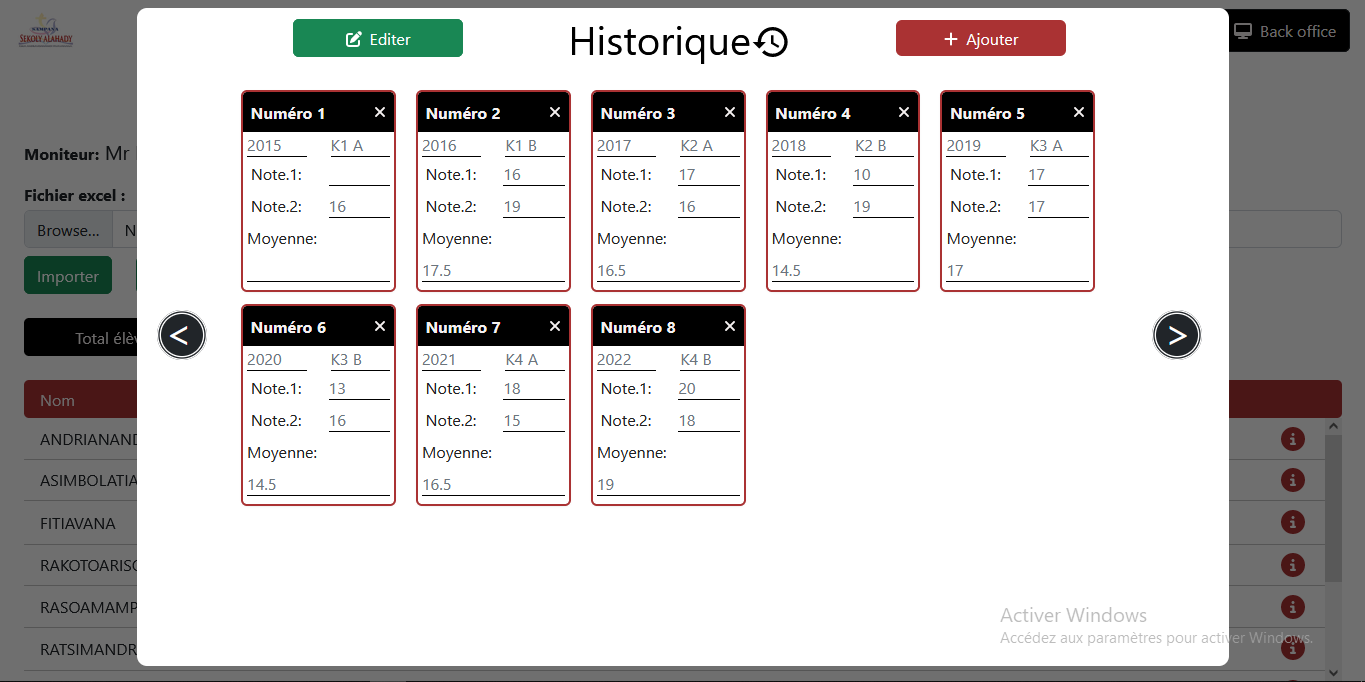 SEKOLY ALAHADY
Editer
Historique
Ajouter
Back office
Numéro 1
Numéro 2
Numéro 3
Numéro 4
Numéro 5
2015 K1 A
2016 K1 B
2017 K2 A
2018 K2 B
2019 K3 A
Note.1:
Note.1: 16
Note.1: 17
Note.1: 10
Note.1: 17
Note.2: 16
Note.2: 19
Note.2: 16
Note.2: 19
Note.2: 17
Moyenne:
Moyenne:
Moyenne:
Moyenne:
Moyenne:
17.5
16.5
14.5
17
Numéro 6
Numéro 7
Numéro 8
2020 K3 B
2021 K4 A
2022 K4 B
Note.1: 13
Note.1: 18
Note.1: 20
Note.2: 16
Note.2: 15
Note.2: 18
Moyenne:
Moyenne:
Moyenne:
14.5
16.5
19
<
>
Moniteur: Mr
Fichier excel :
Browse... N
Importer
Total élè
Nom
ANDRIANAND
ASIMBOLATIA
FITIAVANA
RAKOTOARISO
RASOAMAMP
RATSIMANDR
Activer Windows
Accédez aux paramètres pour activer Windows.